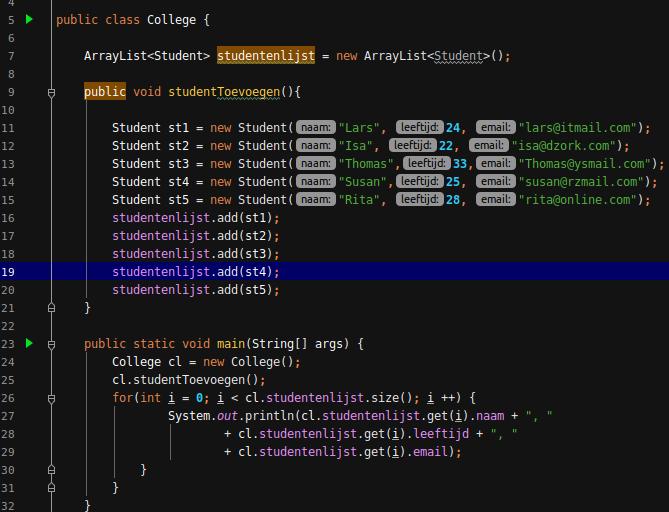 4
5 public class College {
6
7 ArrayList<Student> studentenlijst = new ArrayList<Student>();
8
9 public void studentToevoegen(){
10
11 Student st1 = new Student( naam: "Lars", leeftijd: 24, email: "lars@itmail.com");
12 Student st2 = new Student( naam: "Isa", leeftijd: 22, email: "isa@dzork.com");
13 Student st3 = new Student( naam: "Thomas", leeftijd: 33, email: "Thomas@ysmail.com");
14 Student st4 = new Student( naam: "Susan", leeftijd: 25, email: "susan@rzmail.com");
15 Student st5 = new Student( naam: "Rita", leeftijd: 28, email: "rita@online.com");
16 studentenlijst.add(st1);
17 studentenlijst.add(st2);
18 studentenlijst.add(st3);
19 studentenlijst.add(st4);
20 studentenlijst.add(st5);
21 }
22
23 public static void main(String[] args) {
24 College cl = new College();
25 cl.studentToevoegen();
26 for(int i = 0; i < cl.studentenlijst.size(); i ++) {
27 System.out.println(cl.studentenlijst.get(i).naam + ", "
28 + cl.studentenlijst.get(i).leeftijd + ", "
29 + cl.studentenlijst.get(i).email);
30 }
31 }
32 }